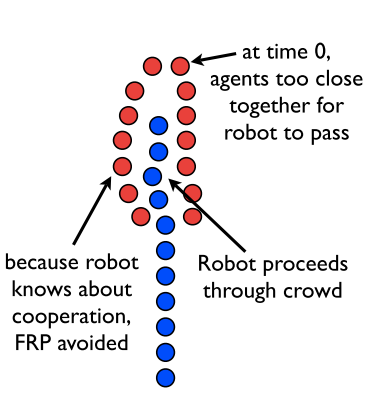 at time 0,
agents too close
together for
robot to pass
because robot
knows about
cooperation,
FRP avoided
Robot proceeds
through crowd